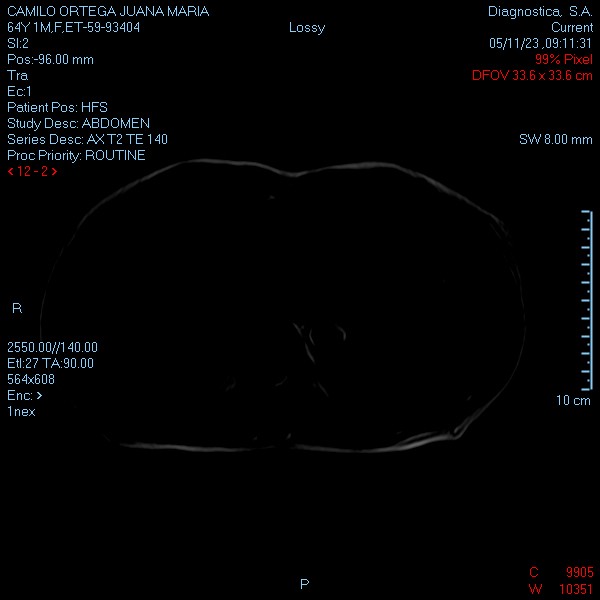 CAMILO ORTEGA JUANA MARIA
64Y 1M,F,ET-59-93404
Sl:2
Pos:-96.00 mm
Tra
Ec:1
Patient Pos: HFS
Study Desc: ABDOMEN
Series Desc: AX T2 TE 140
Proc Priority: ROUTINE
< 12 - 2 >
Lossy
Diagnostica, S.A.
Current
05/11/23 ,09:11:31
99% Pixel
DFOV 33.6 x 33.6 cm
SW 8.00 mm
R
2550.00//140.00
Etl:27 TA:90.00
564x608
Enc: >
1nex
10 cm
P
C 9905
W 10351